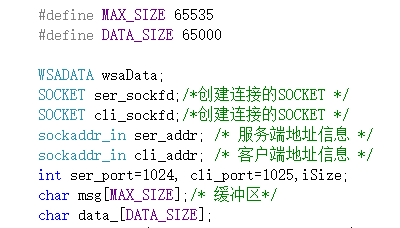 #define MAX_SIZE 65535
#define DATA_SIZE 65000
WSADATA wsaData;
SOCKET ser_sockfd;/*创建连接的SOCKET */
SOCKET cli_sockfd;/*创建连接的SOCKET */
sockaddr_in ser_addr; /* 服务端地址信息 */
sockaddr_in cli_addr; /* 客户端地址信息 */
int ser_port=1024, cli_port=1025,iSize;
char msg[MAX_SIZE];/* 缓冲区*/
char data_[DATA_SIZE];